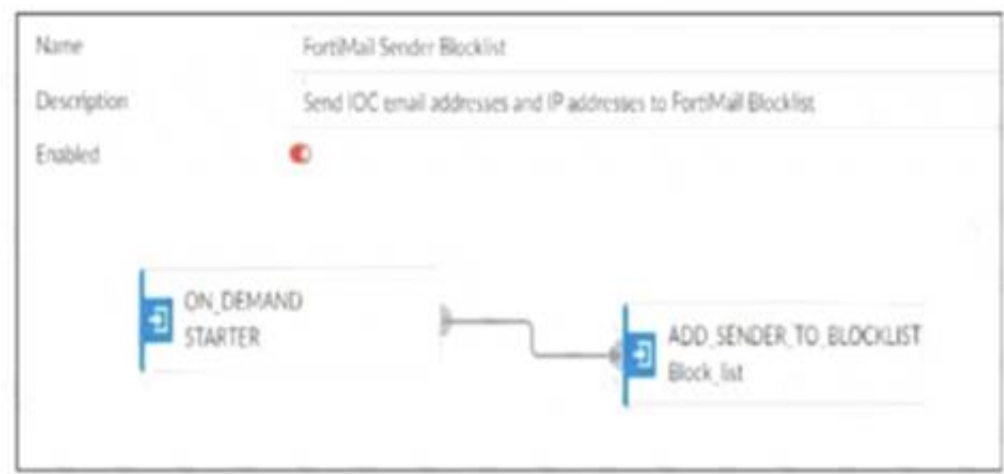 Name
FortiMail Sender Blocklist
Description
Send IOC email addresses and IP addresses to FortiMail Blocklist
Enabled
ON_DEMAND
STARTER
ADD_SENDER_TO_BLOCKLIST
Block_list